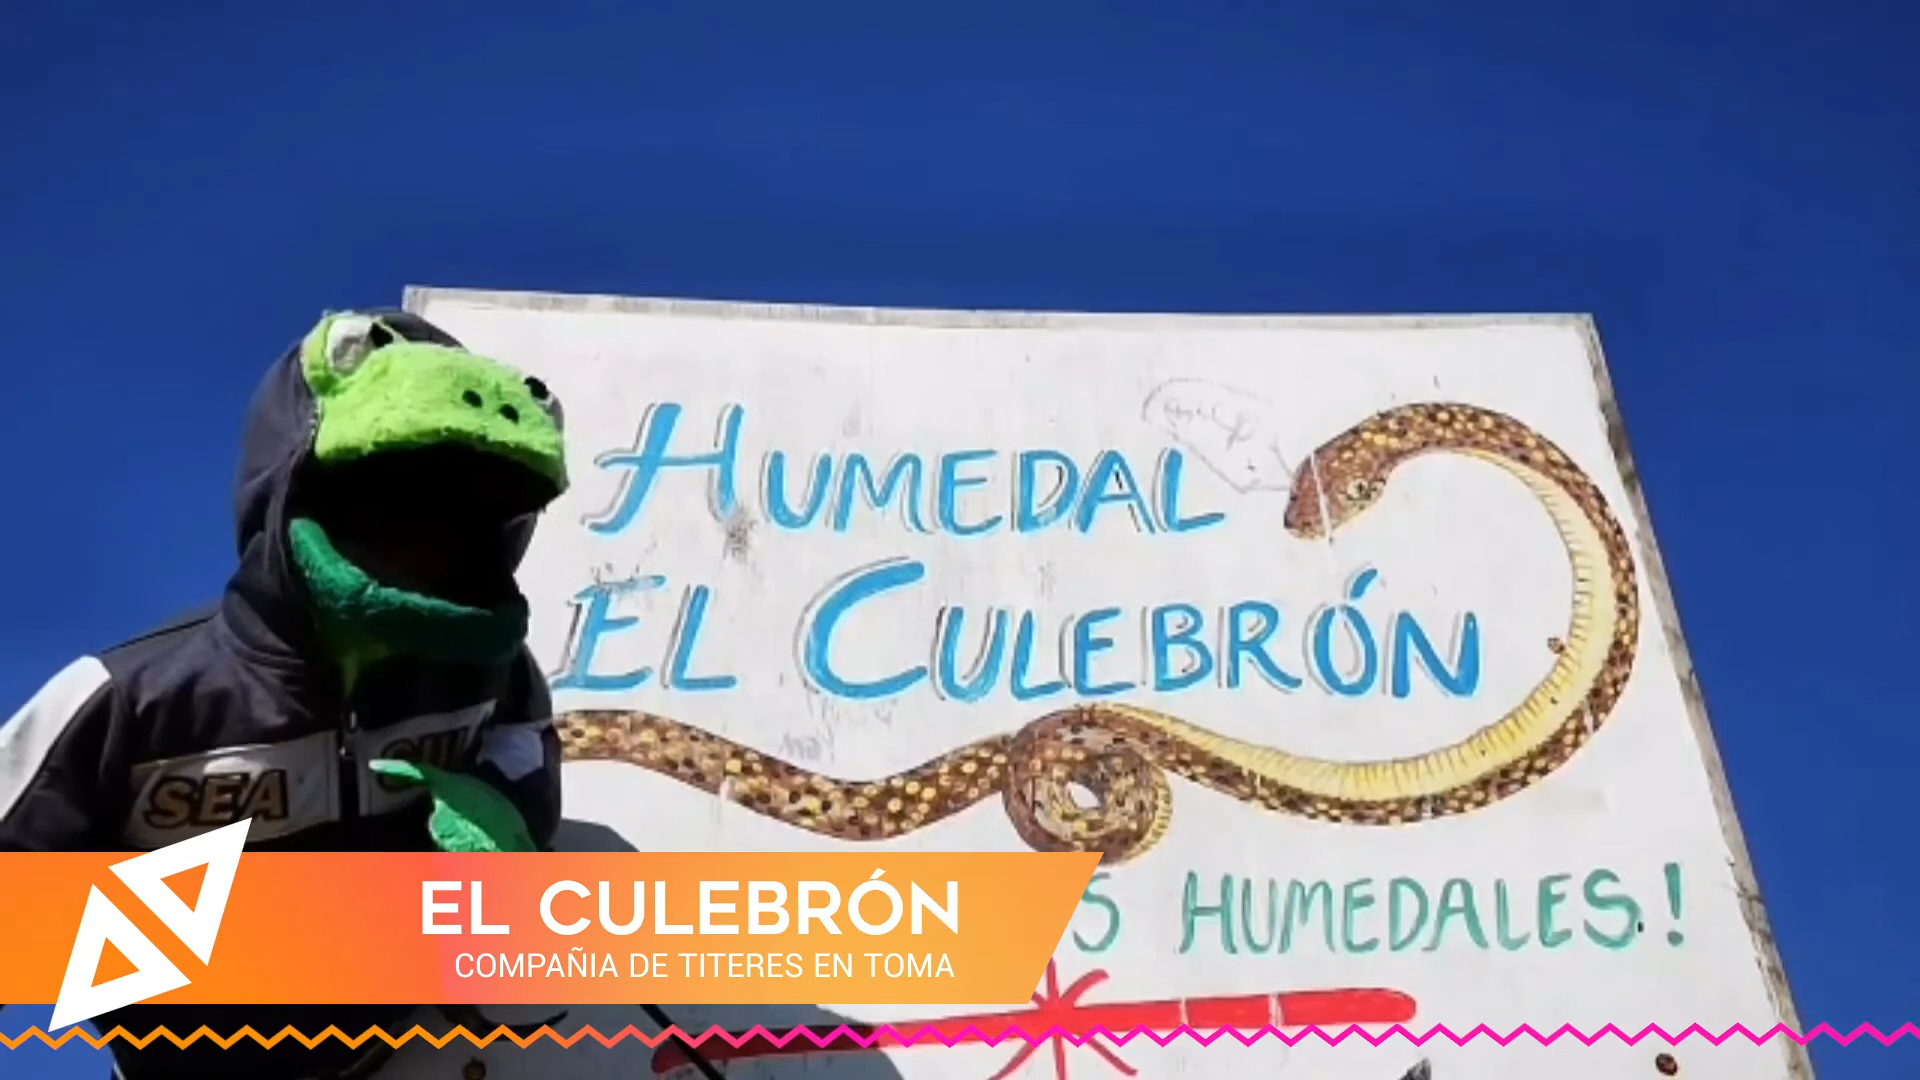 HUMEDAL
EL CULEBRÓN
S HUMEDALES!
SEA
EL CULEBRÓN
COMPAÑIA DE TITERES EN TOMA